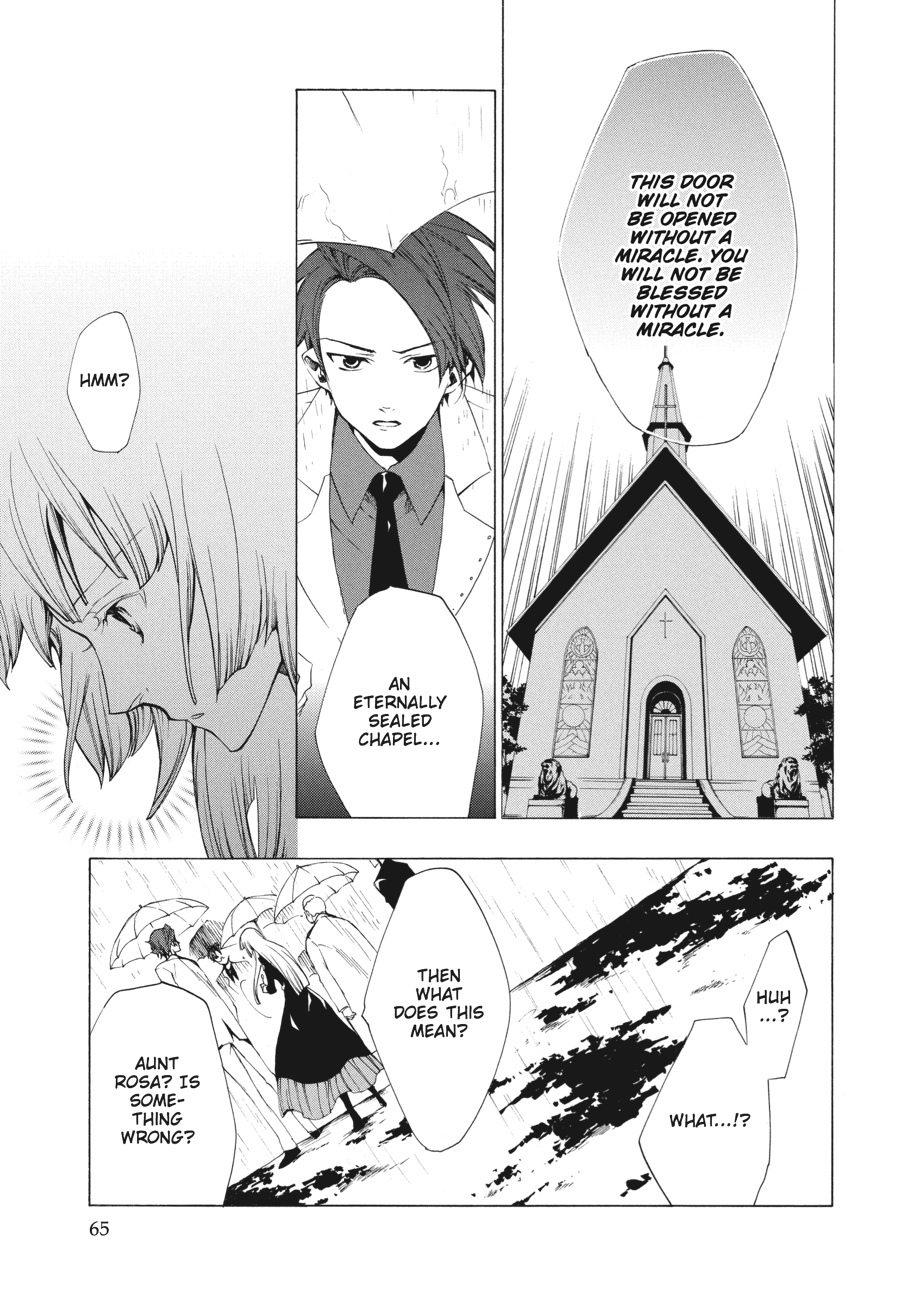 THIS DOOR
WILL NOT
BE OPENED
WITHOUT A
MIRACLE. YOU
WILL NOT BE
BLESSED
WITHOUT A
MIRACLE.
AN
ETERNALLY
SEALED
CHAPEL...
HMM?
HUH
...?
WHAT...!?
THEN
WHAT
DOES THIS
MEAN?
AUNT
ROSA? IS
SOME-
THING
WRONG?
65